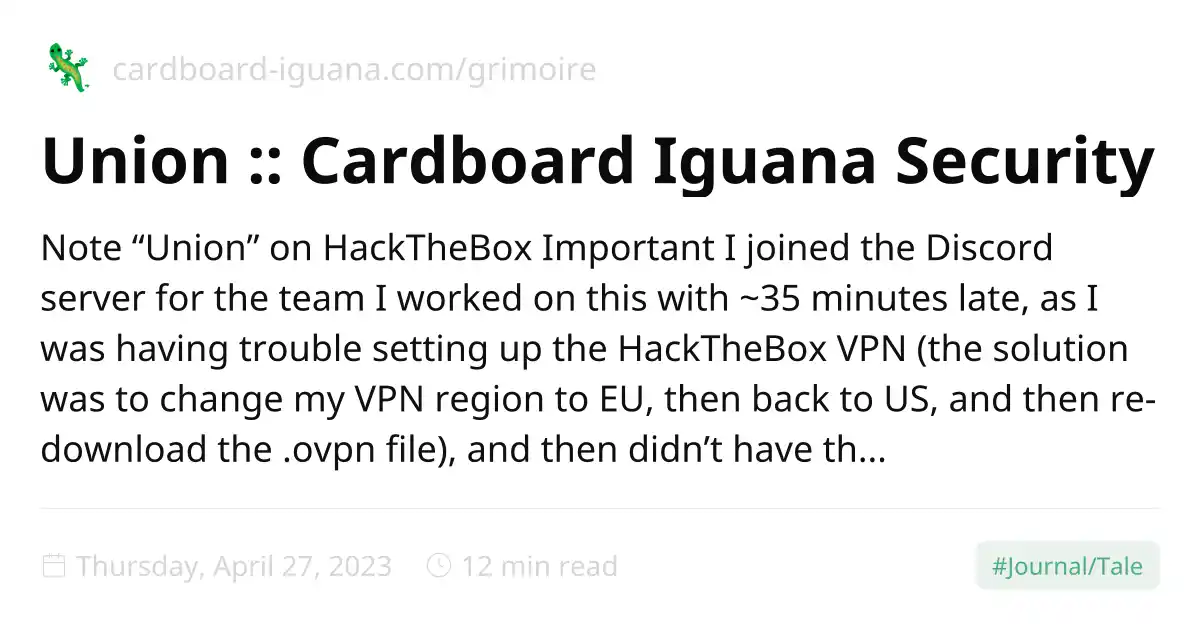 cardboard-iguana.com/grimoire
Union :: Cardboard Iguana Security
Note “Union” on HackTheBox Important I joined the Discord
server for the team I worked on this with ~35 minutes late, as I
was having trouble setting up the HackTheBox VPN (the solution
was to change my VPN region to EU, then back to US, and then re-
download the .ovpn file), and then didn’t have th...
Thursday, April 27, 2023 12 min read #Journal/Tale